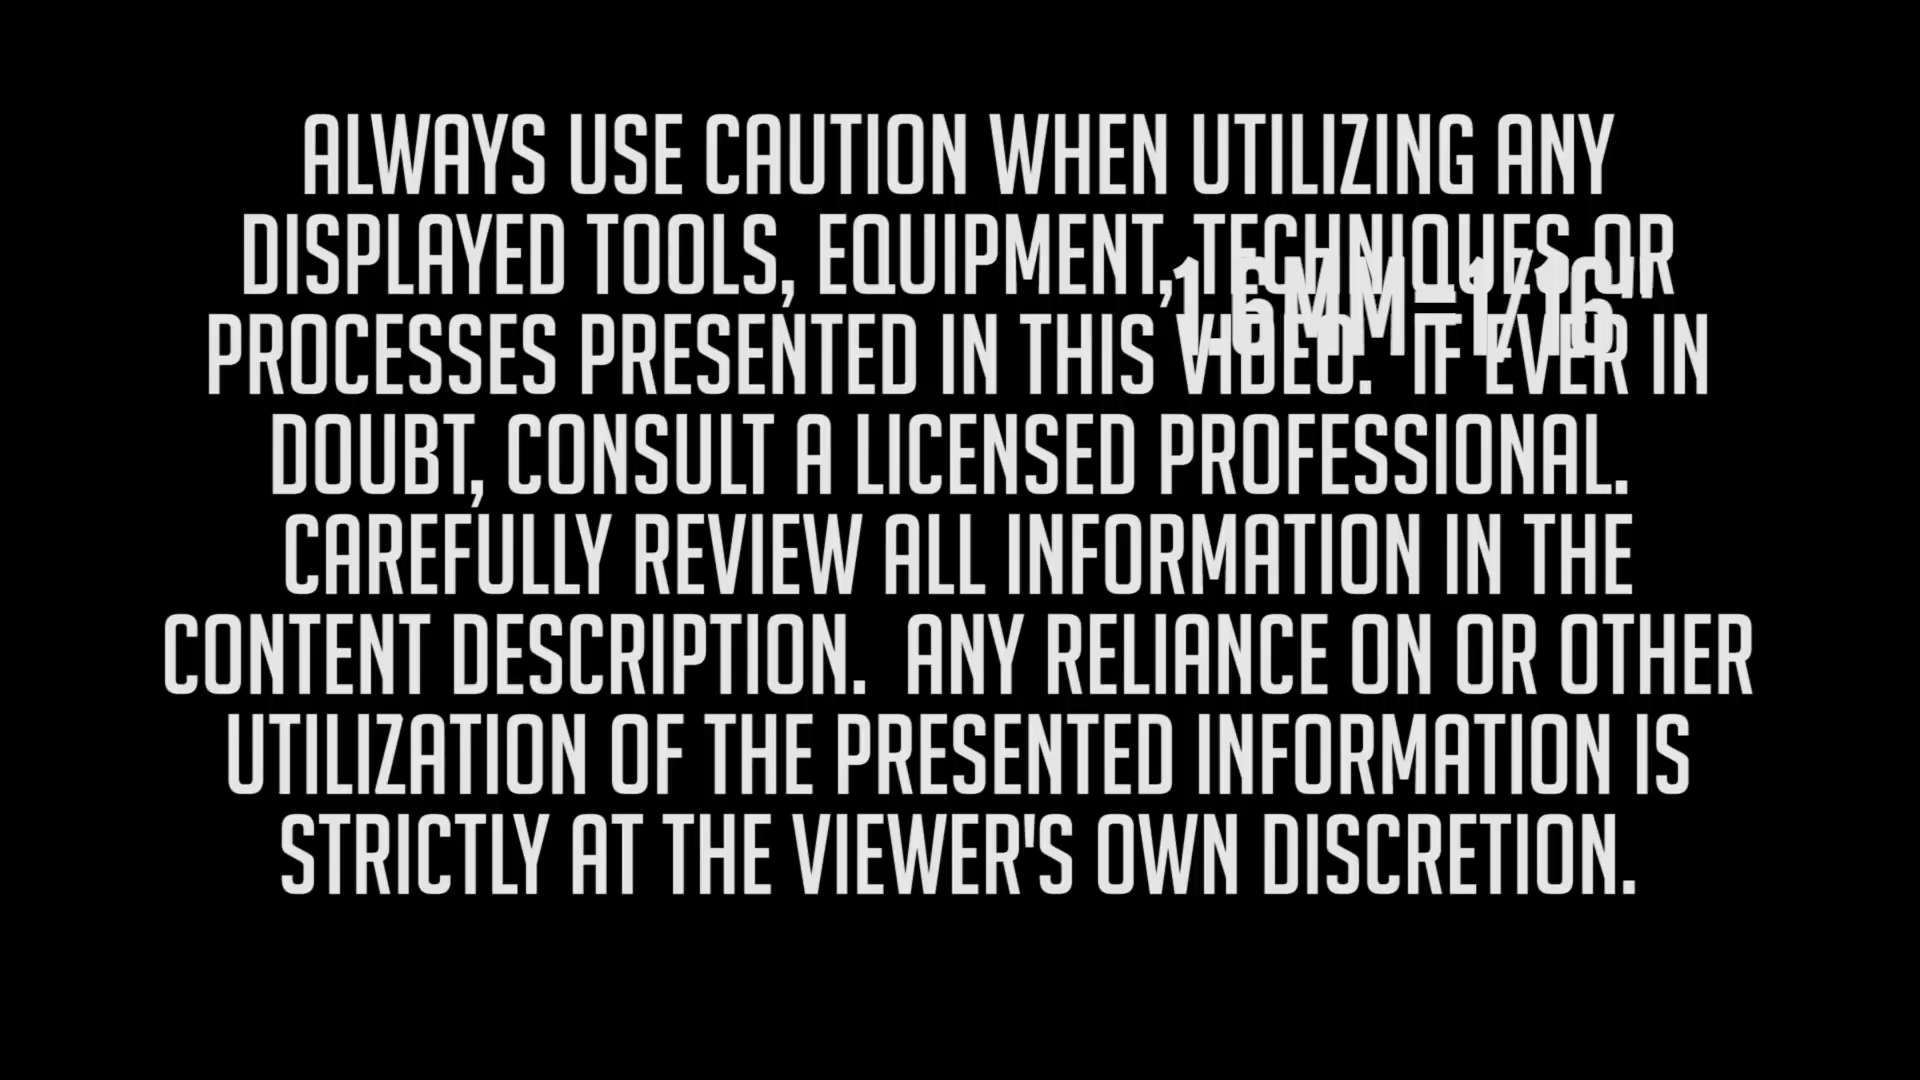 ALWAYS USE CAUTION WHEN UTILIZING ANY
DISPLAYED TOOLS, EQUIPMENT, TECHNIQUES OR
1.6MM=1/16"
PROCESSES PRESENTED IN THIS VIDEO. IF EVER IN
DOUBT, CONSULT A LICENSED PROFESSIONAL.
CAREFULLY REVIEW ALL INFORMATION IN THE
CONTENT DESCRIPTION. ANY RELIANCE ON OR OTHER
UTILIZATION OF THE PRESENTED INFORMATION IS
STRICTLY AT THE VIEWER'S OWN DISCRETION.